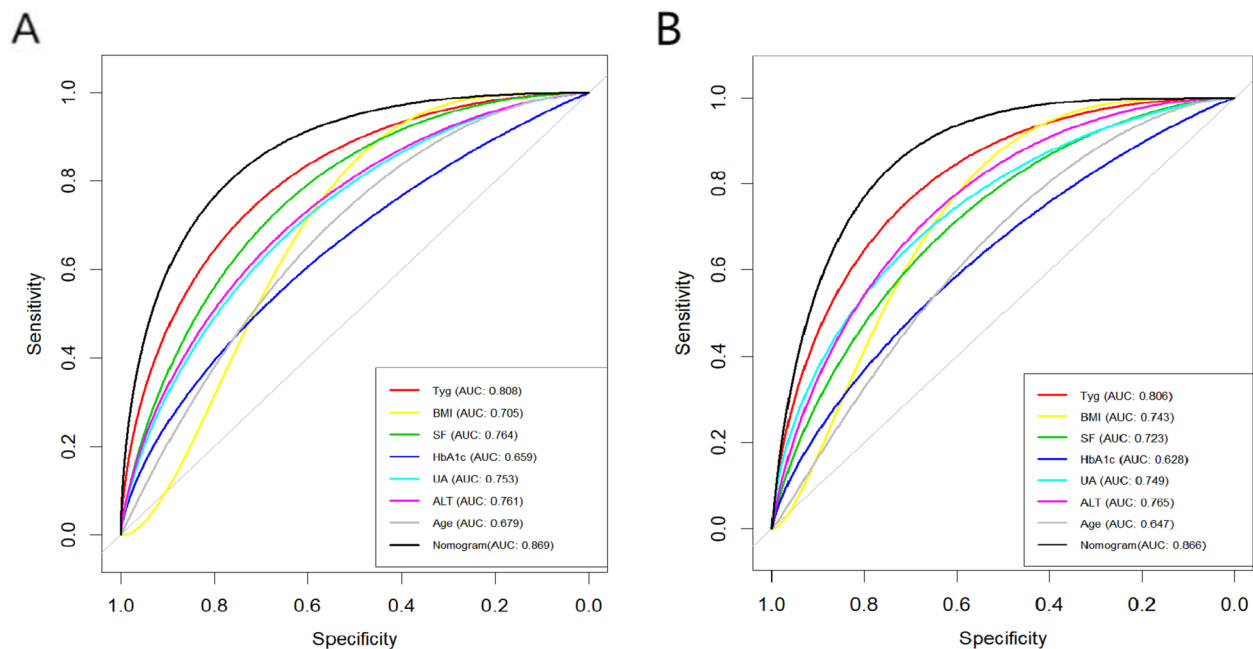 A
1.0
0.8
0.6
0.4
0.2
0.0
Sensitivity
Tyg (AUC: 0.808)
BMI (AUC: 0.705)
SF (AUC: 0.764)
HbA1c (AUC: 0.659)
UA (AUC: 0.753)
ALT (AUC: 0.761)
Age (AUC: 0.679)
Nomogram(AUC: 0.869)
1.0 0.8 0.6 0.4 0.2 0.0
Specificity
B
1.0
0.8
0.6
0.4
0.2
0.0
Sensitivity
Tyg (AUC: 0.806)
BMI (AUC: 0.743)
SF (AUC: 0.723)
HbA1c (AUC: 0.628)
UA (AUC: 0.749)
ALT (AUC: 0.765)
Age (AUC: 0.647)
Nomogram(AUC: 0.866)
1.0 0.8 0.6 0.4 0.2 0.0
Specificity